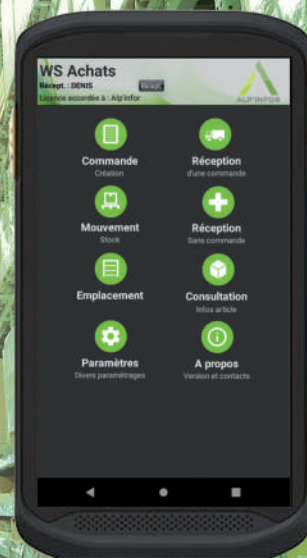 WS Achats
Récept. : DENIS
Récept.
Licence accordée à : Alp'infor
ALP'INFOR
Commande
Création
Réception
d'une commande
Mouvement
Stock
Réception
Sans commande
Emplacement
Consultation
Infos article
Paramètres
Divers paramétrages
A propos
Version et contacts